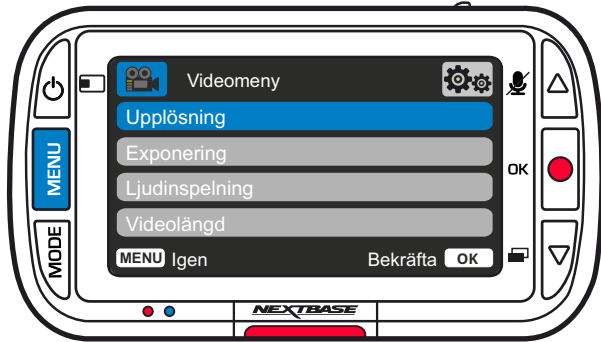 Videomeny
Upplösning
Exponering
Ljudinspelning
Videolängd
MENU Igen
Bekräfta OK
MENU
MODE
OK
NEXTBASE